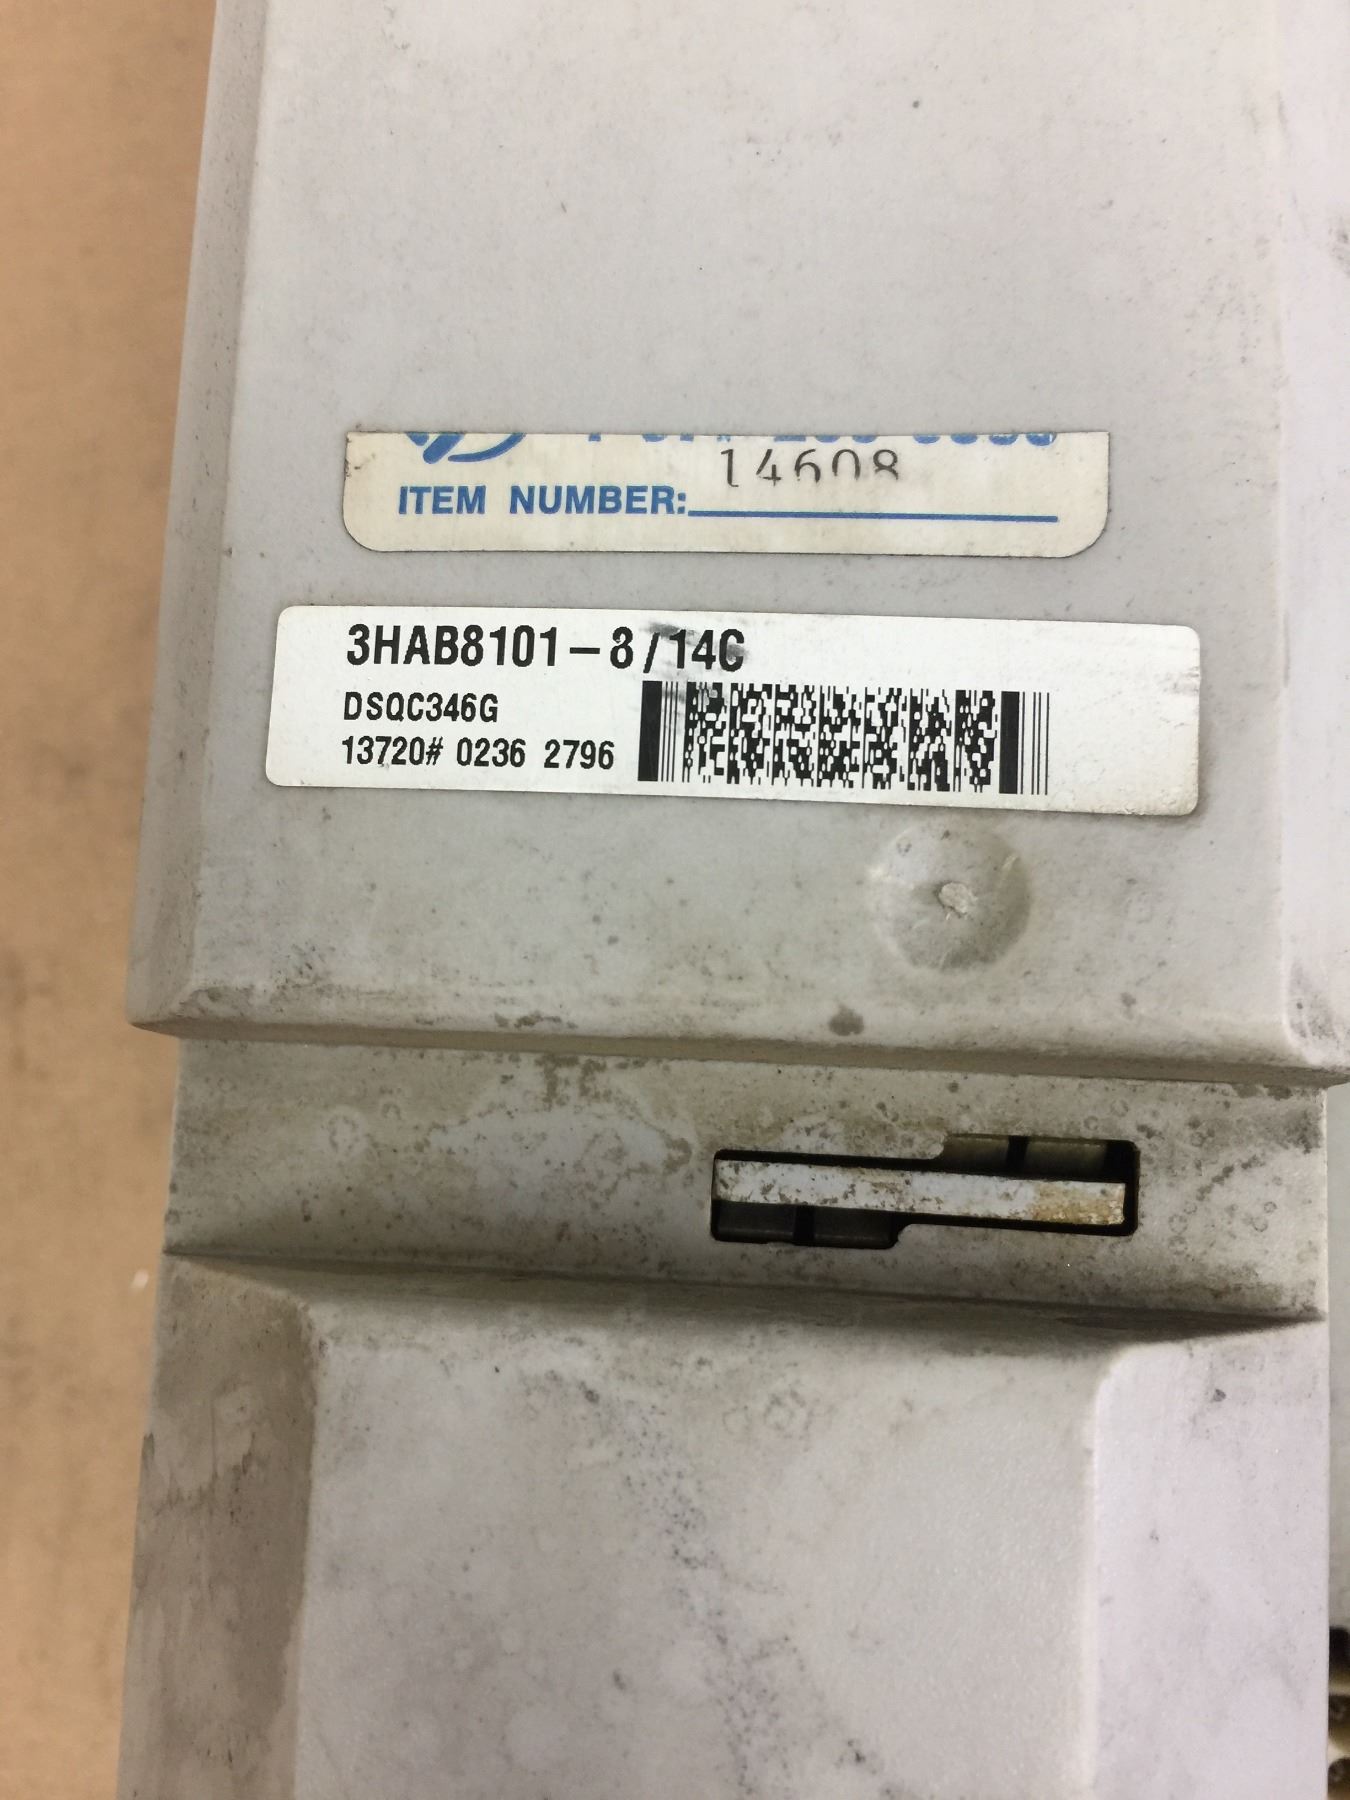 14608
ITEM NUMBER:
3HAB8101-8/14C
DSQC346G
13720# 0236 2796